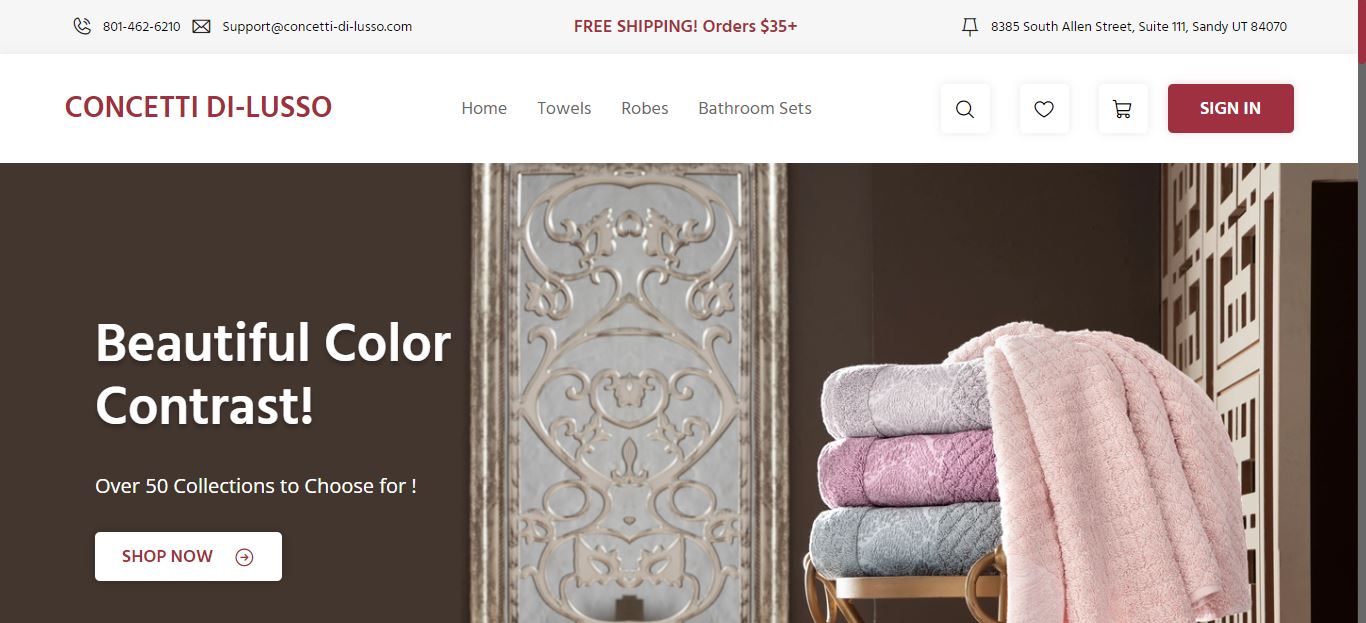 801-462-6210 Support@concetti-di-lusso.com FREE SHIPPING! Orders $35+ 8385 South Allen Street, Suite 111, Sandy UT 84070
CONCETTI DI-LUSSO Home Towels Robes Bathroom Sets SIGN IN
Beautiful Color
Contrast!
Over 50 Collections to Choose for !
SHOP NOW